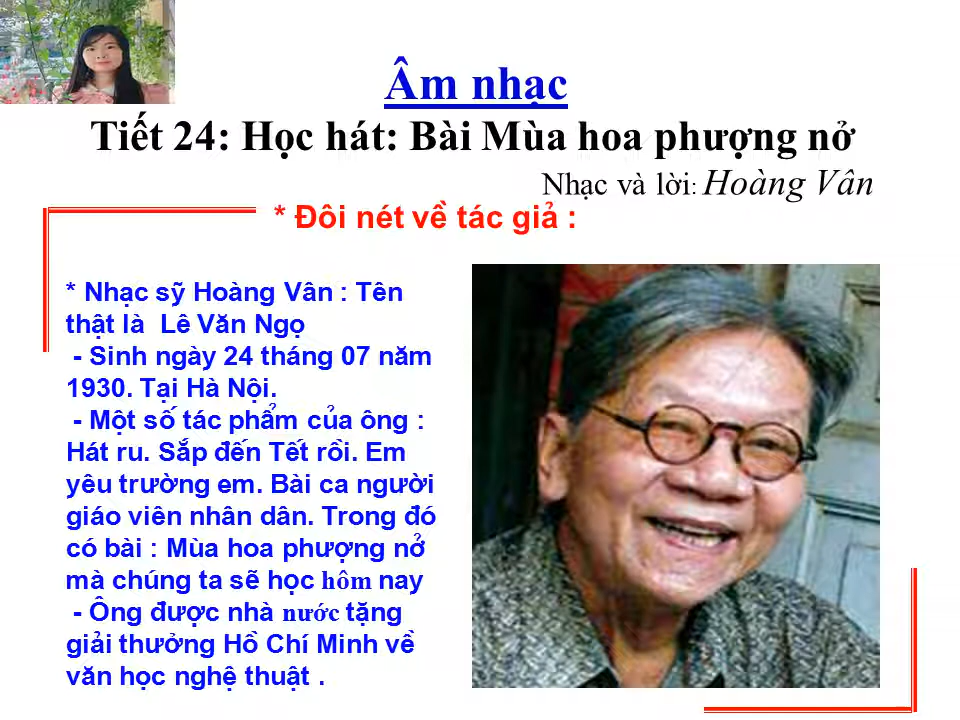 Âm nhạc
Tiết 24: Học hát: Bài Mùa hoa phượng nở
Nhạc và lời: Hoàng Vân
* Đôi nét về tác giả :
* Nhạc sỹ Hoàng Vân : Tên
thật là Lê Văn Ngọ
- Sinh ngày 24 tháng 07 năm
1930. Tại Hà Nội.
- Một số tác phẩm của ông :
Hát ru. Sắp đến Tết rồi. Em
yêu trường em. Bài ca người
giáo viên nhân dân. Trong đó
có bài : Mùa hoa phượng nở
mà chúng ta sẽ học hôm nay
- Ông được nhà nước tặng
giải thưởng Hồ Chí Minh về
văn học nghệ thuật .